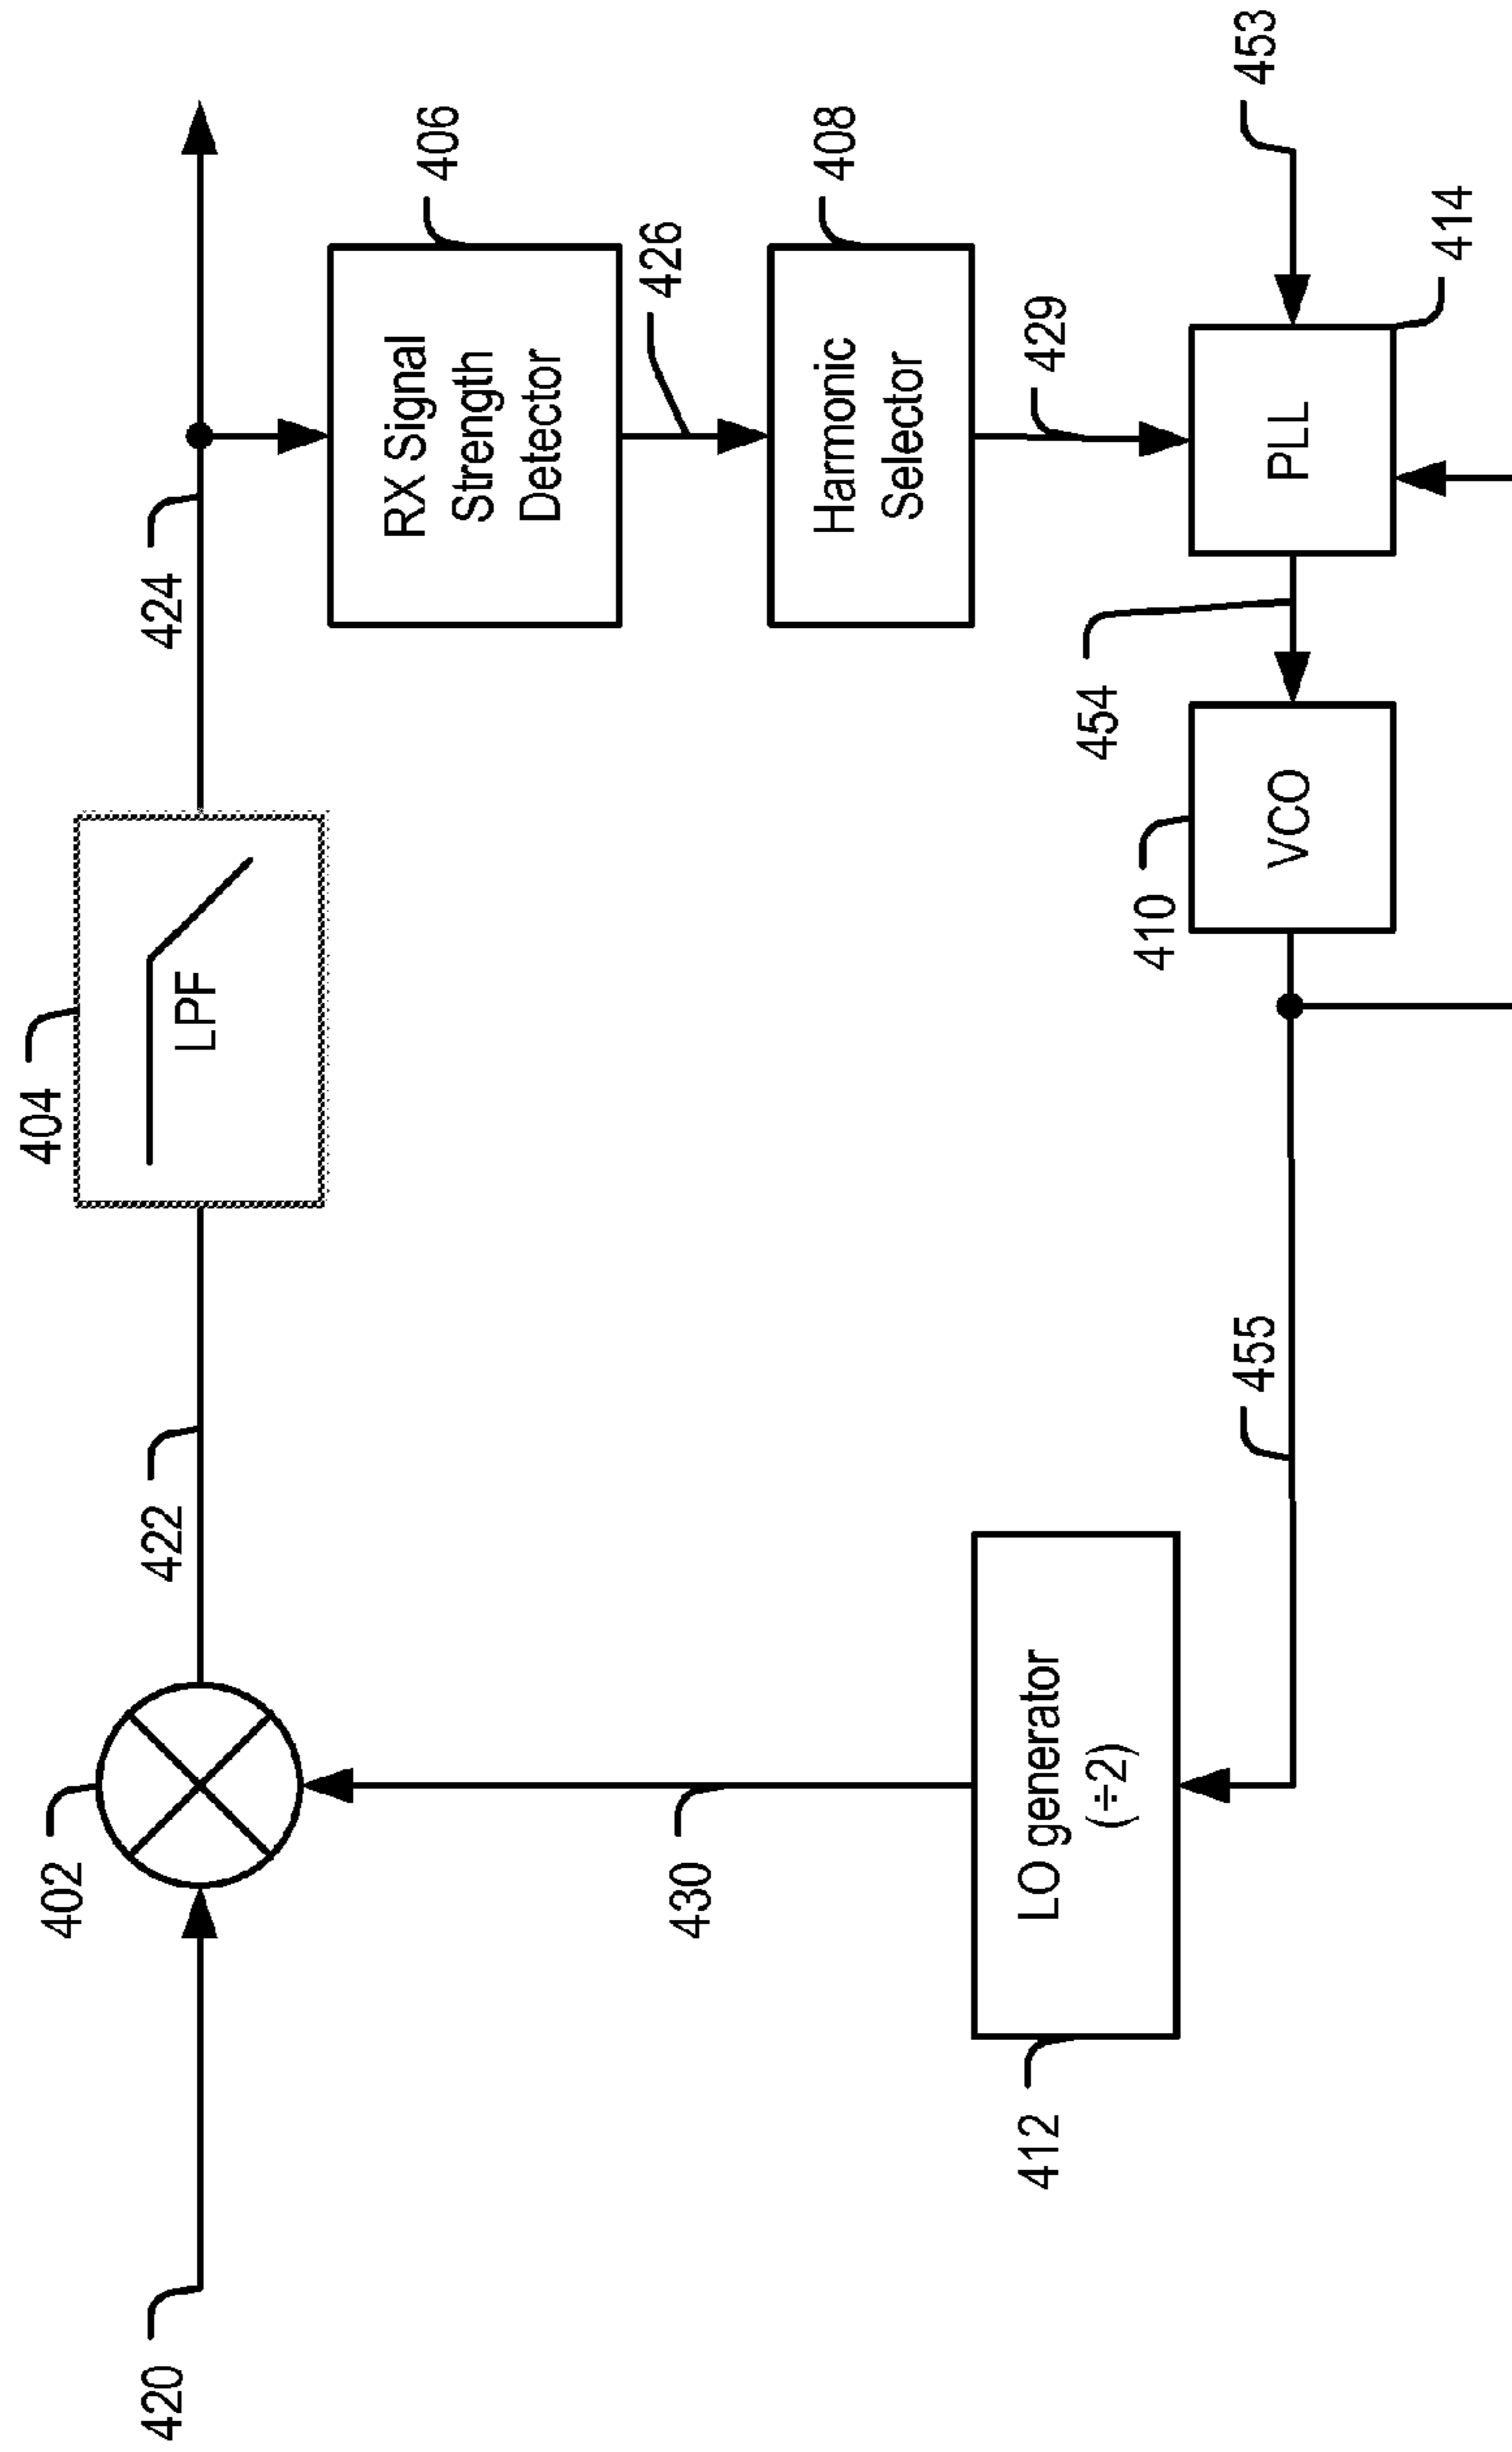 420
402
422
404
LPF
424
RX Signal
Strength
Detector
406
426
Harmonic
Selector
408
429
430
LO generator
(÷2)
412
455
410
VCO
454
PLL
453
414